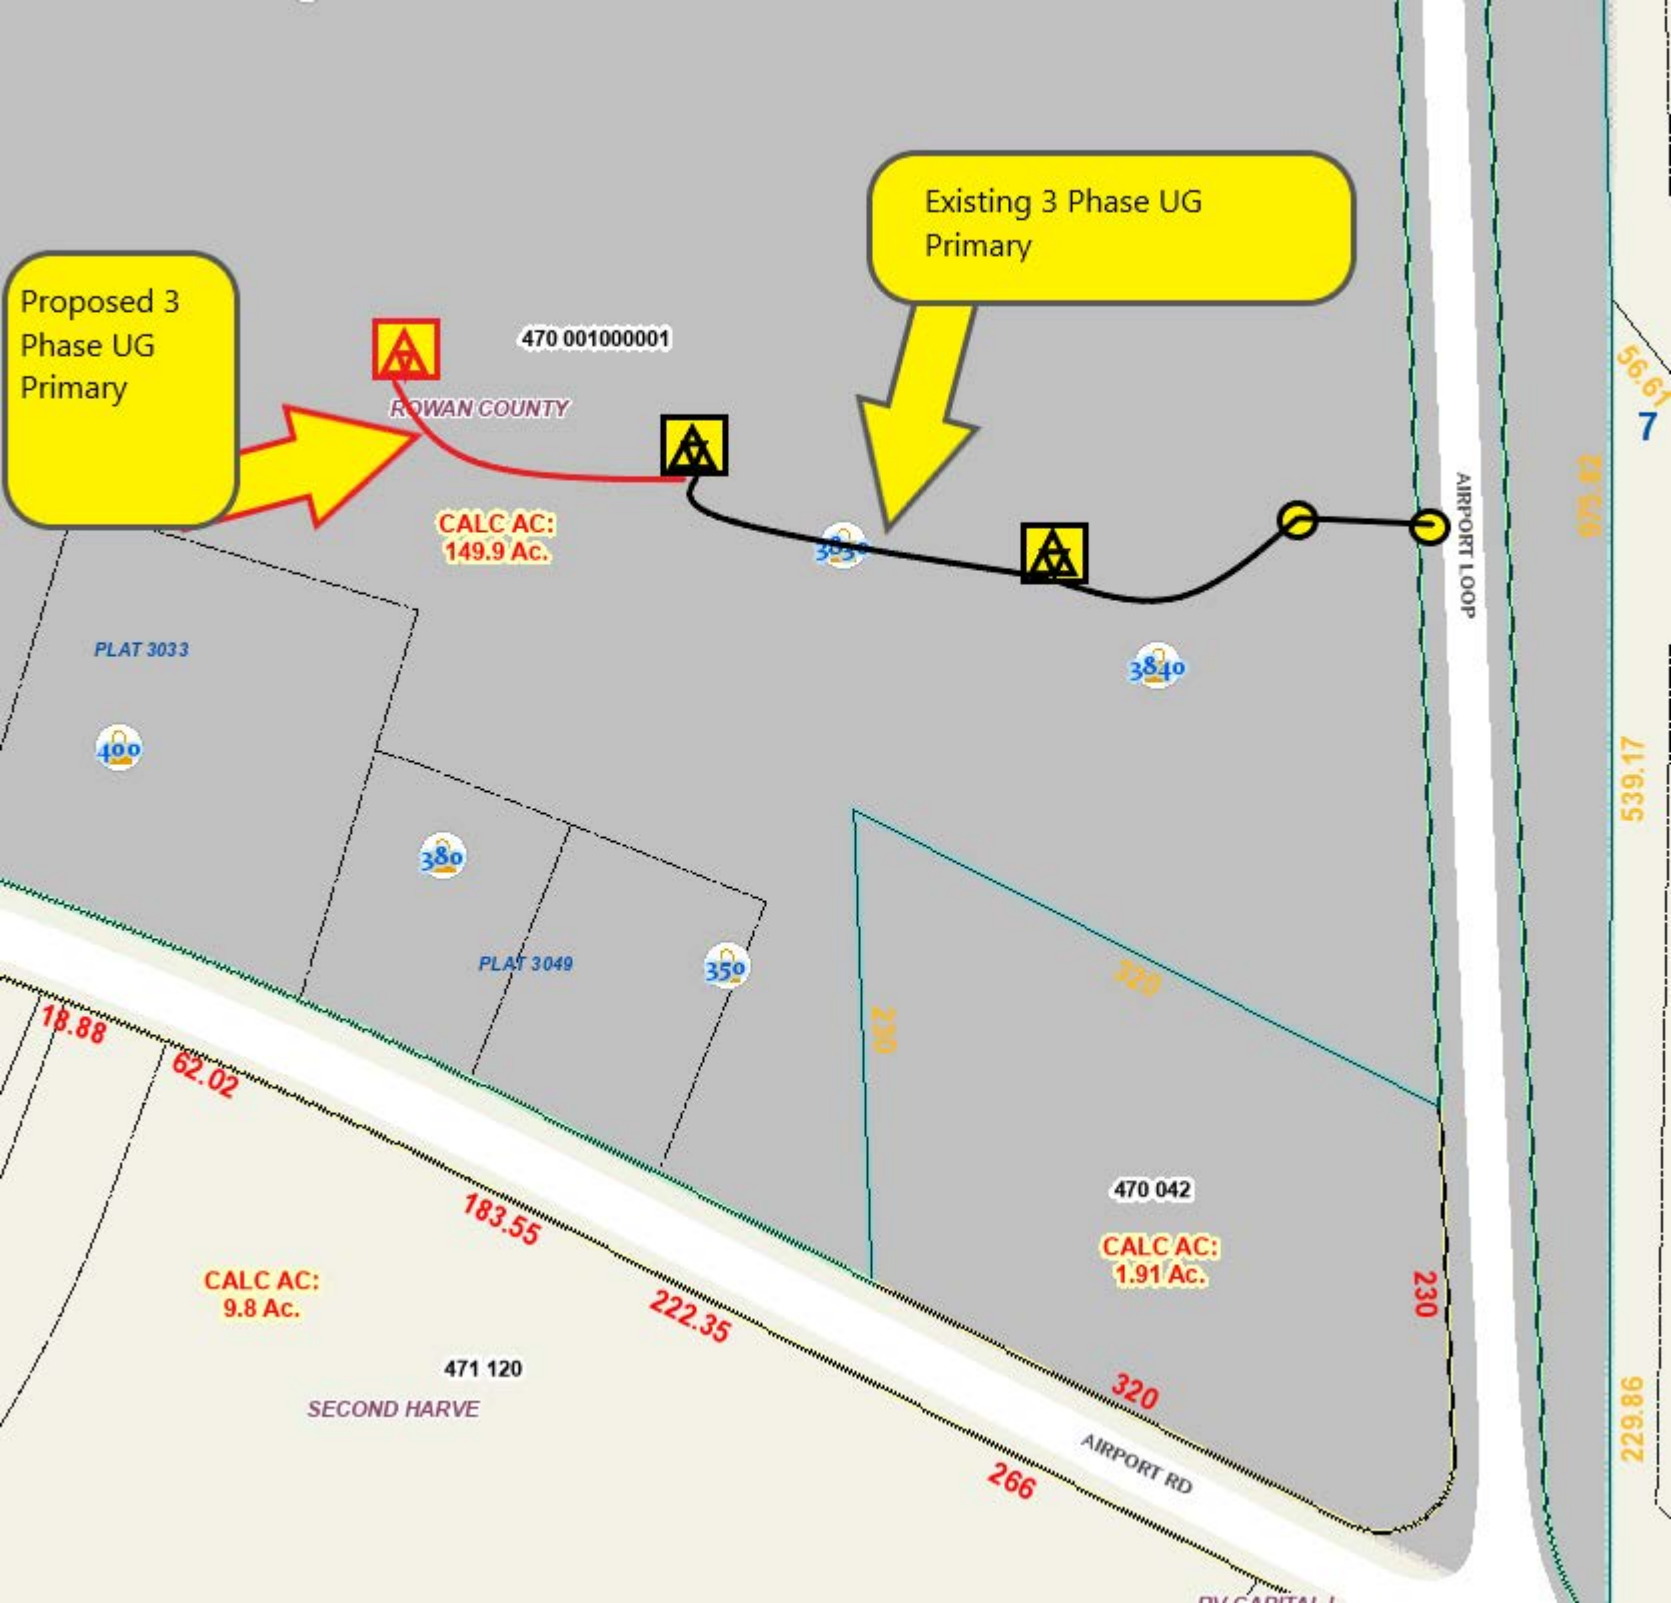 Existing 3 Phase UG
Primary
Proposed 3
Phase UG
Primary
470 001000001
ROWAN COUNTY
CALC AC:
149.9 Ac.
3830
3840
AIRPORT LOOP
56.61
7
539.17
229.86
PLAT 3033
400
380
PLAT 3049
350
320
230
470 042
CALC AC:
1.91 Ac.
230
320
18.88
62.02
183.55
222.35
266
AIRPORT RD
CALC AC:
9.8 Ac.
471 120
SECOND HARVE